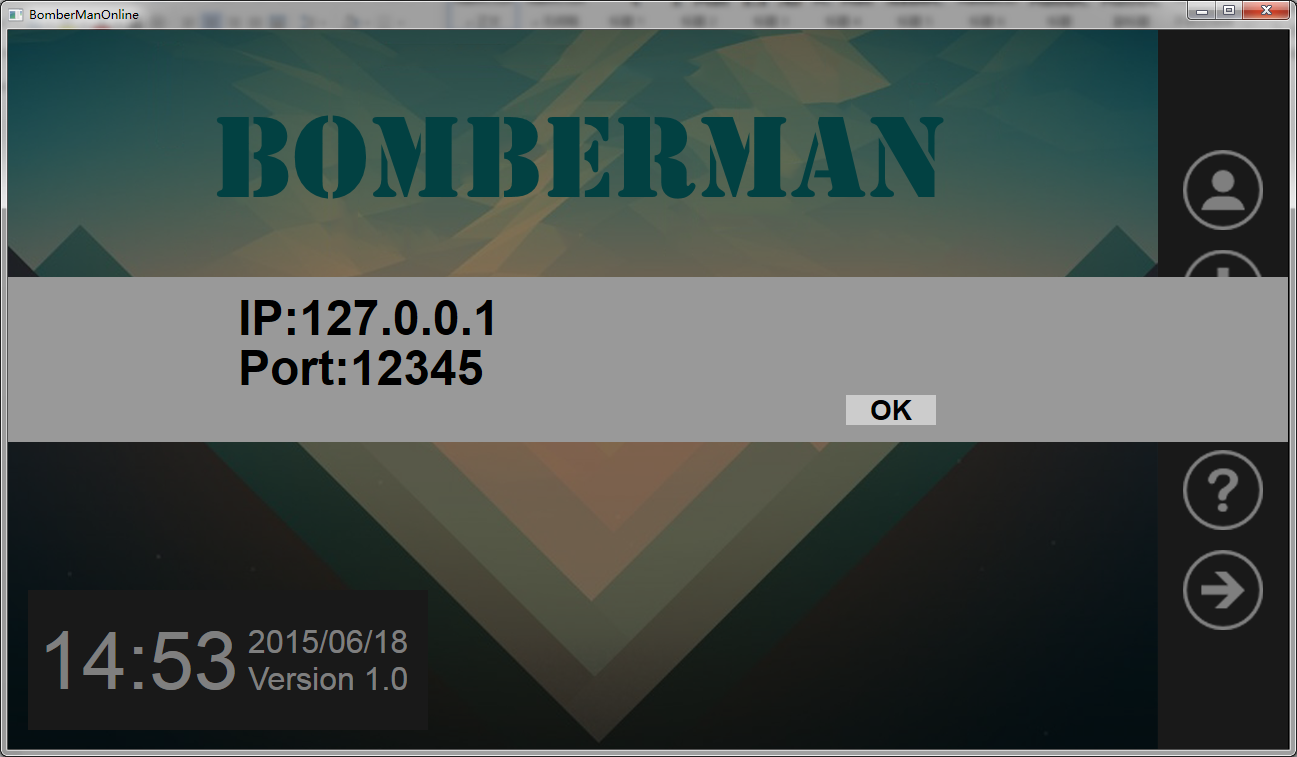 BomberManOnline
BOMBERMAN
IP:127.0.0.1
Port:12345
OK
14:53
2015/06/18
Version 1.0